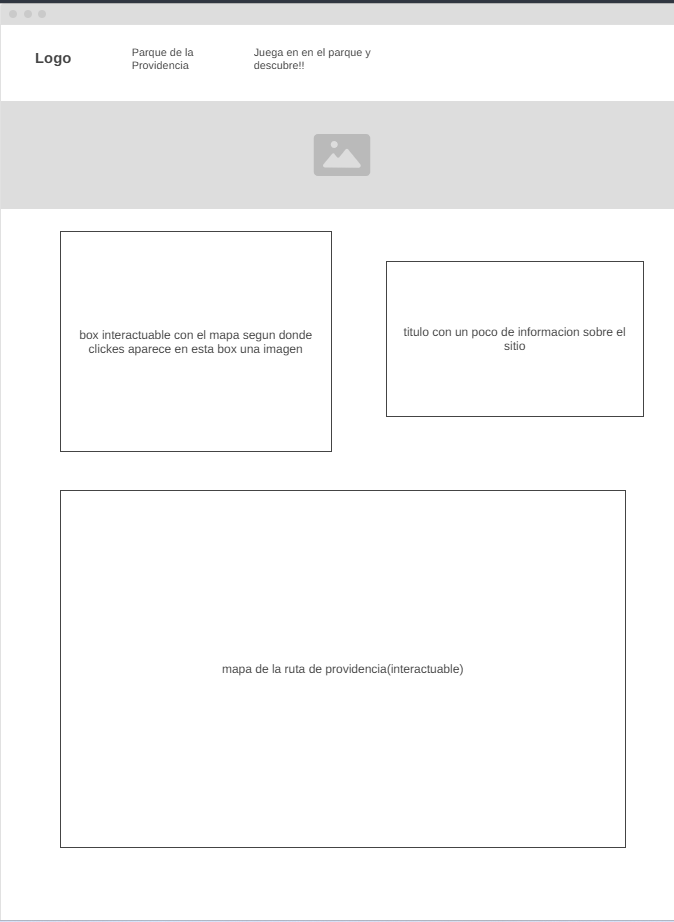 Logo
Parque de la
Providencia
Juega en en el parque y
descubre!!
box interactuable con el mapa segun donde
clickes aparece en esta box una imagen
titulo con un poco de informacion sobre el
sitio
mapa de la ruta de providencia(interactuable)